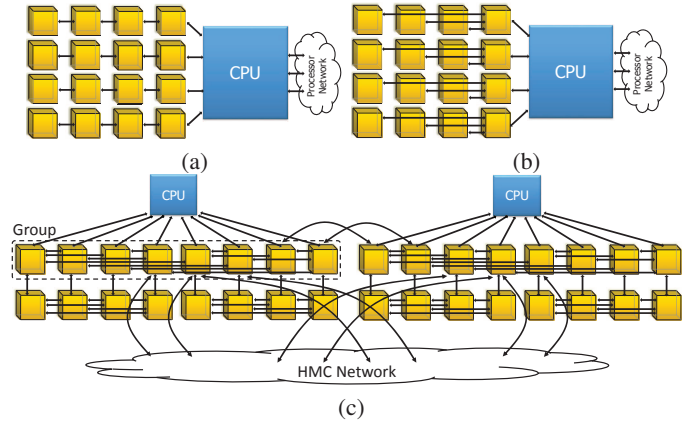 CPU
Processor
Network
(a)
CPU
Processor
Network
(b)
CPU
CPU
Group
HMC Network
(c)